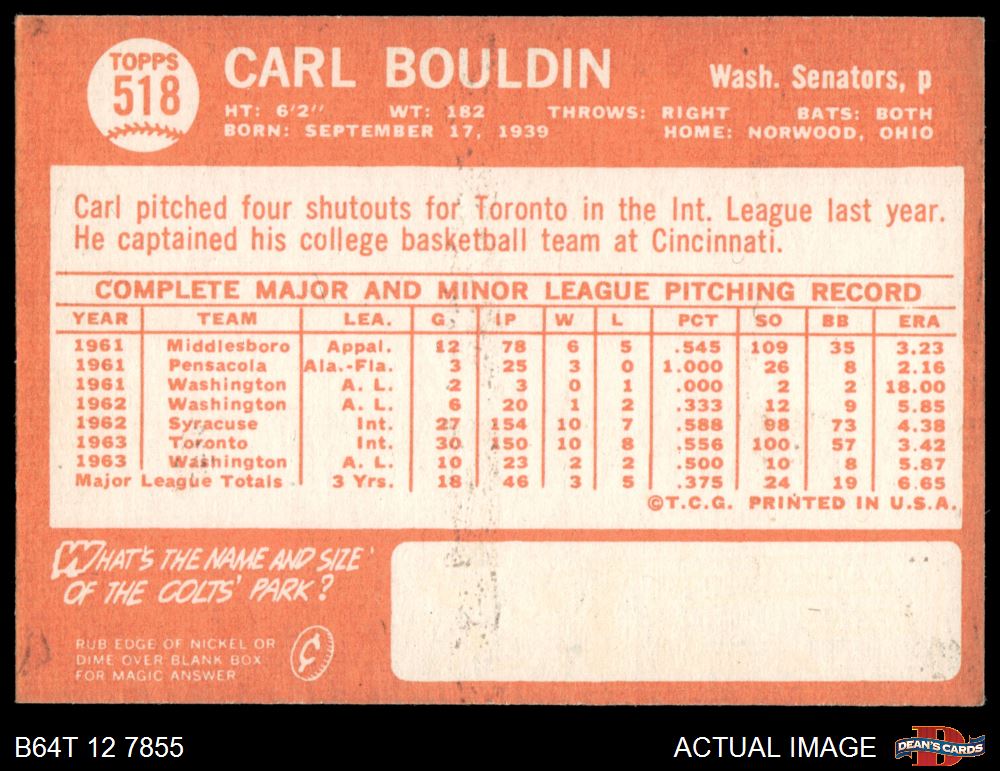 TOPPS
518
CARL BOULDIN
Wash. Senators, p
HT: 6'2" WT: 182 THROWS: RIGHT BATS: BOTH
BORN: SEPTEMBER 17, 1939 HOME: NORWOOD, OHIO
Carl pitched four shutouts for Toronto in the Int. League last year.
He captained his college basketball team at Cincinnati.
COMPLETE MAJOR AND MINOR LEAGUE PITCHING RECORD
YEAR TEAM LEA. G IP W L PCT SO BB ERA
1961 Middlesboro Appal. 12 78 6 5 .545 109 35 3.23
1961 Pensacola Ala.-Fla. 3 25 3 0 1.000 26 8 2.16
1961 Washington A. L. 2 3 0 1 .000 2 2 18.00
1962 Washington A. L. 6 20 1 2 .333 12 9 5.85
1962 Syracuse Int. 27 154 10 7 .588 98 73 4.38
1963 Toronto Int. 30 150 10 8 .556 100 57 3.42
1963 Washington A. L. 10 23 2 2 .500 10 8 5.87
Major League Totals 3 Yrs. 18 46 3 5 .375 24 19 6.65
©T.C.G. PRINTED IN U.S.A.
WHAT'S THE NAME AND SIZE
OF THE COLTS' PARK?
RUB EDGE OF NICKEL OR
DIME OVER BLANK BOX
FOR MAGIC ANSWER
¢
B64T 12 7855
ACTUAL IMAGE
D
DEAN'S CARDS